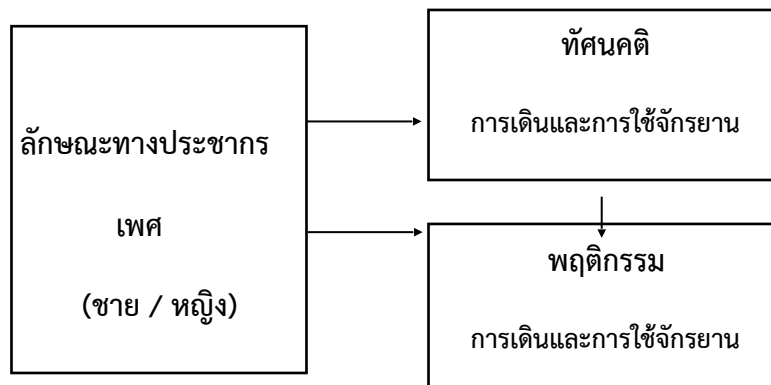 ลักษณะทางประชากร
เพศ
(ชาย / หญิง)
ทัศนคติ
การเดินและการใช้จักรยาน
พฤติกรรม
การเดินและการใช้จักรยาน